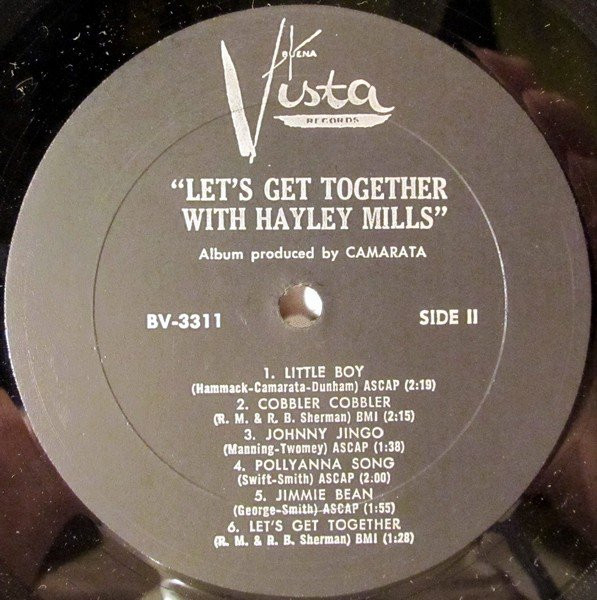 BUENA
Vista
RECORDS
"LET'S GET TOGETHER
WITH HAYLEY MILLS"
Album produced by CAMARATA
BV-3311 SIDE II
1. LITTLE BOY
(Hammack-Camarata-Dunham) ASCAP (2:19)
2. COBBLER COBBLER
(R. M. & R. B. Sherman) BMI (2:15)
3. JOHNNY JINGO
(Manning-Twomey) ASCAP (1:38)
4. POLLYANNA SONG
(Swift-Smith) ASCAP (2:00)
5. JIMMIE BEAN
(George-Smith) ASCAP (1:55)
6. LET'S GET TOGETHER
(R. M. & R. B. Sherman) BMI (1:28)